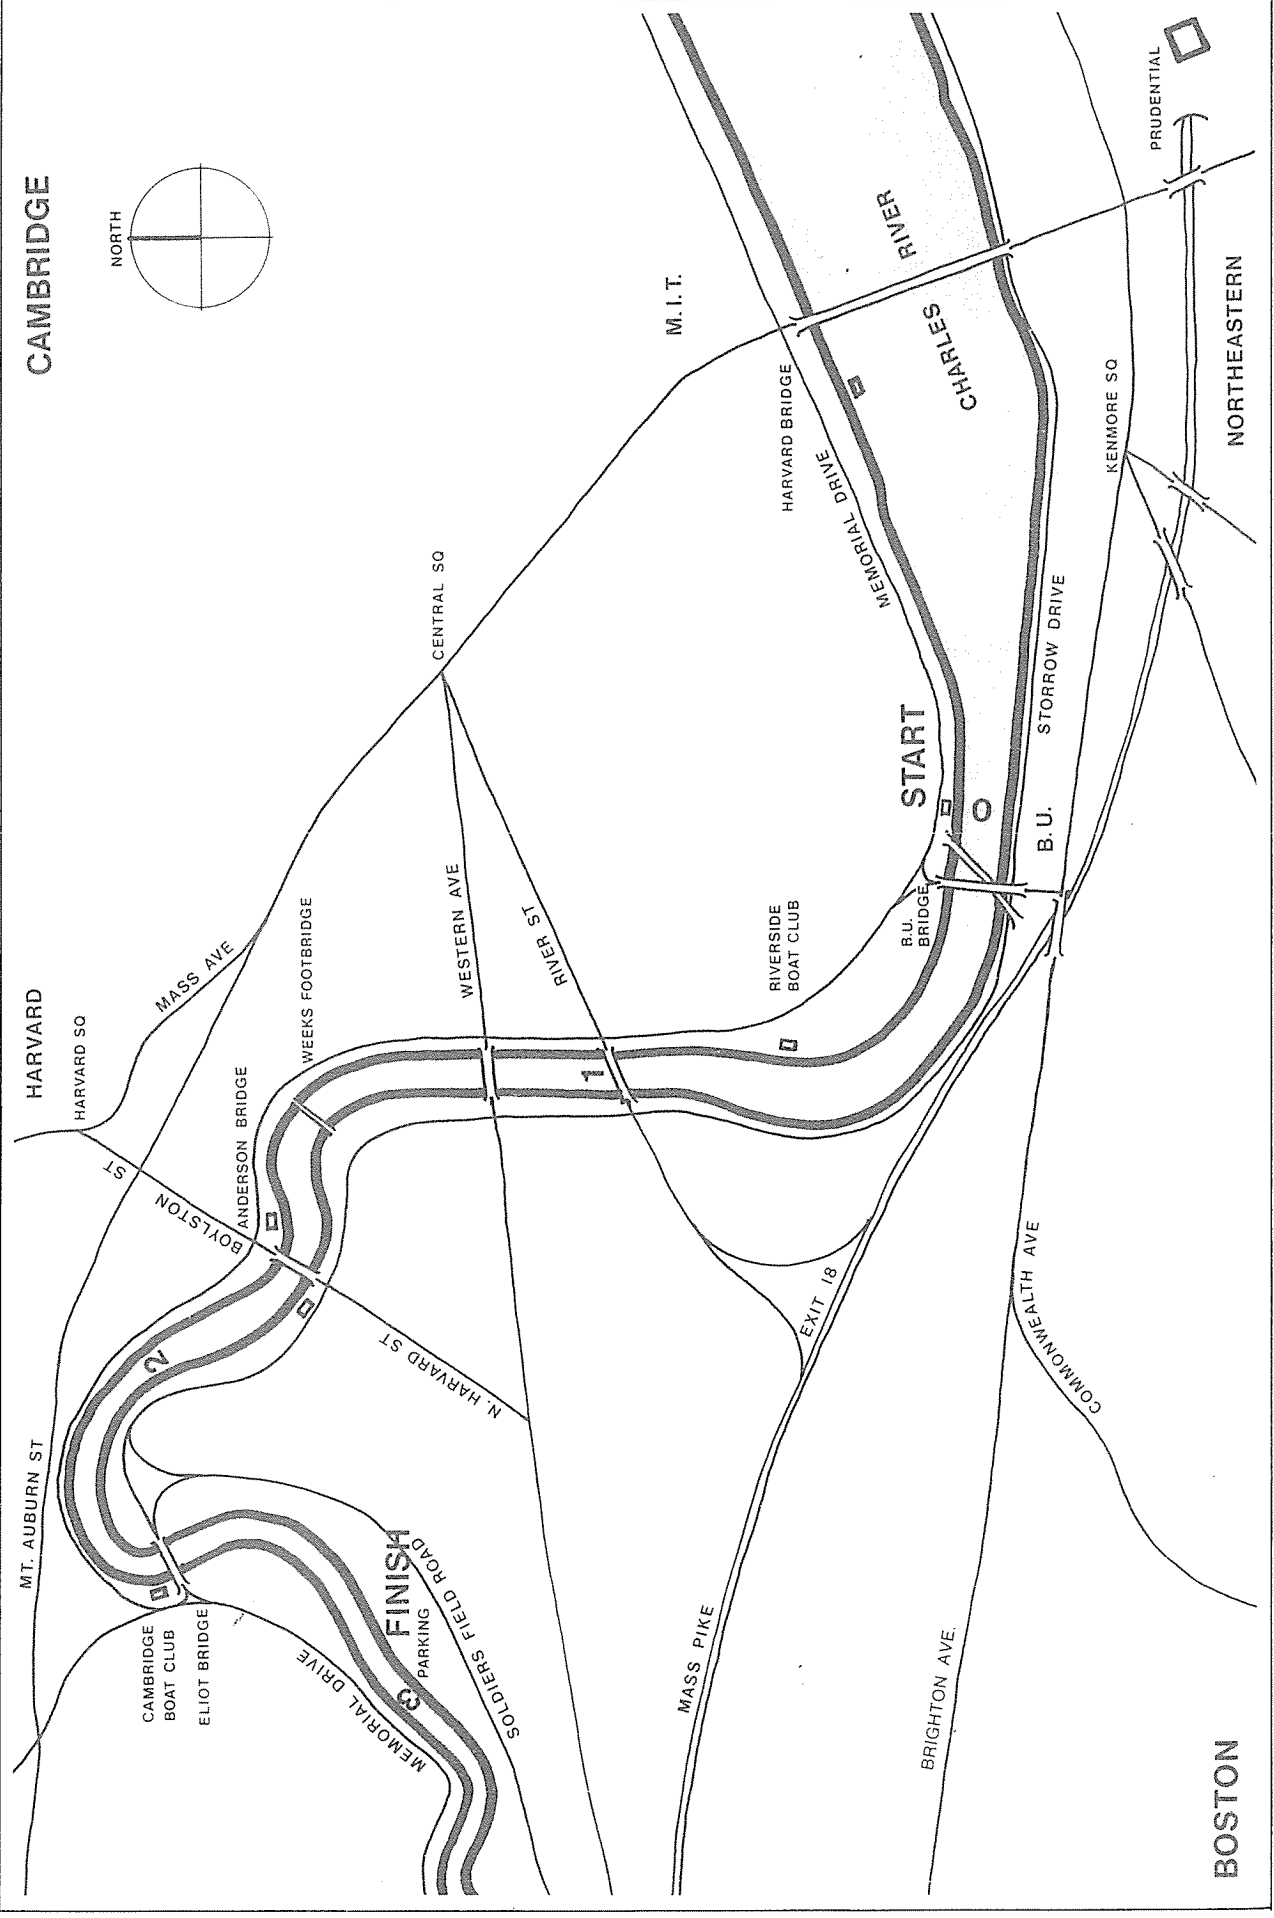 CAMBRIDGE
NORTH
HARVARD
HARVARD SQ
MASS AVE
MT. AUBURN ST
BOYLSTON ST
ANDERSON BRIDGE
WEEKS FOOTBRIDGE
CENTRAL SQ
M.I.T.
WESTERN AVE
RIVER ST
HARVARD BRIDGE
MEMORIAL DRIVE
CHARLES RIVER
CAMBRIDGE
BOAT CLUB
ELIOT BRIDGE
MEMORIAL DRIVE
2
N. HARVARD ST
1
RIVERSIDE
BOAT CLUB
B.U.
BRIDGE
START
O
FINISH
PARKING
3
SOLDIERS FIELD ROAD
EXIT 18
MASS PIKE
B.U.
STORROW DRIVE
KENMORE SQ
PRUDENTIAL
BRIGHTON AVE.
COMMONWEALTH AVE
NORTHEASTERN
BOSTON